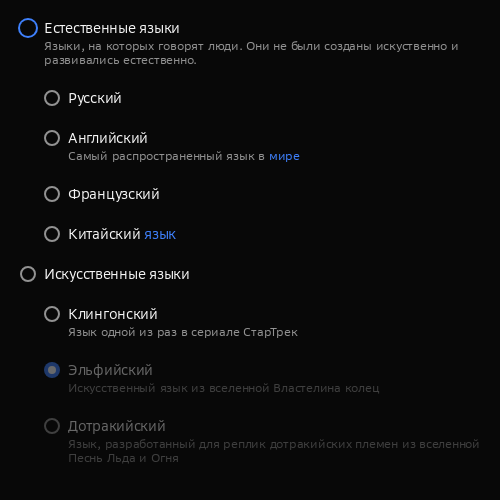 Естественные языки
Языки, на которых говорят люди. Они не были созданы искуственно и
развивались естественно.
Русский
Английский
Самый распространенный язык в мире
Французский
Китайский язык
Искусственные языки
Клингонский
Язык одной из раз в сериале СтарТрек
Эльфийский
Искусственный язык из вселенной Властелина колец
Дотракийский
Язык, разработанный для реплик дотракийских племен из вселенной
Песнь Льда и Огня